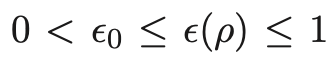 0 < ϵ₀ ≤ ϵ(ρ) ≤ 1